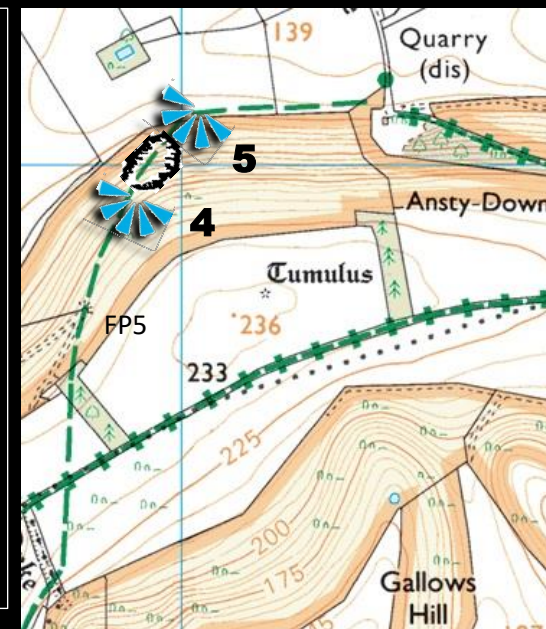 139
Quarry
(dis)
5
4
Ansty-Down
Tumulus
FP5
236
233
225
200
175
Gallows
Hill